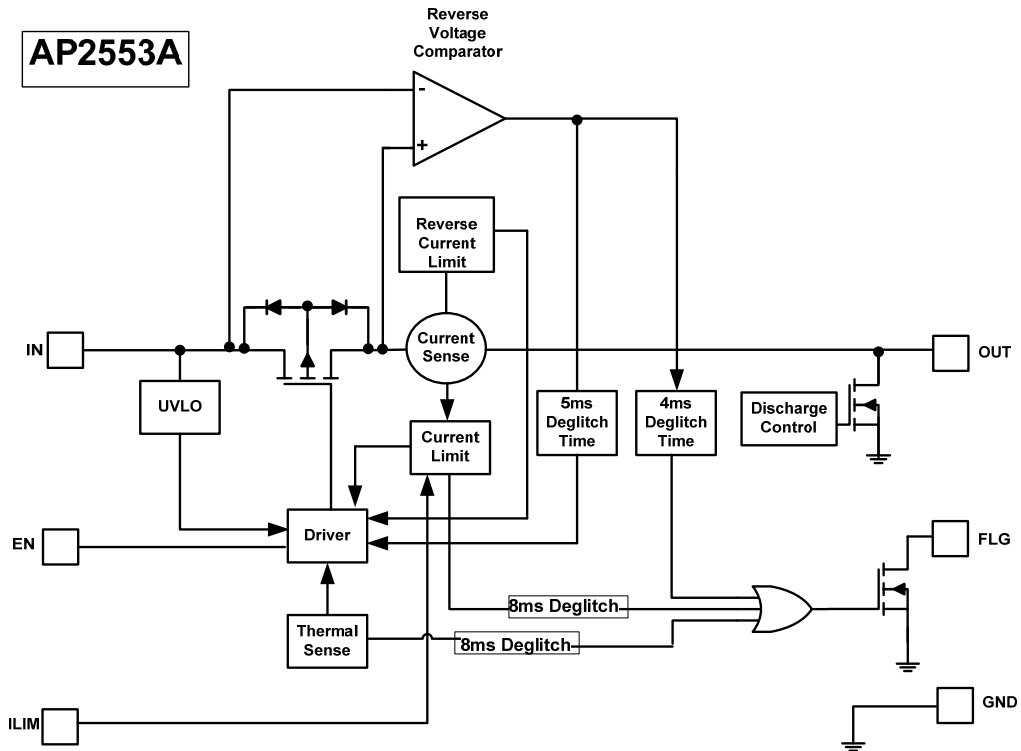 AP2553A
Reverse
Voltage
Comparator
-
+
Reverse
Current
Limit
IN
Current
Sense
OUT
UVLO
5ms
Deglitch
Time
4ms
Deglitch
Time
Discharge
Control
Current
Limit
EN
Driver
FLG
8ms Deglitch
Thermal
Sense
8ms Deglitch
ILIM
GND